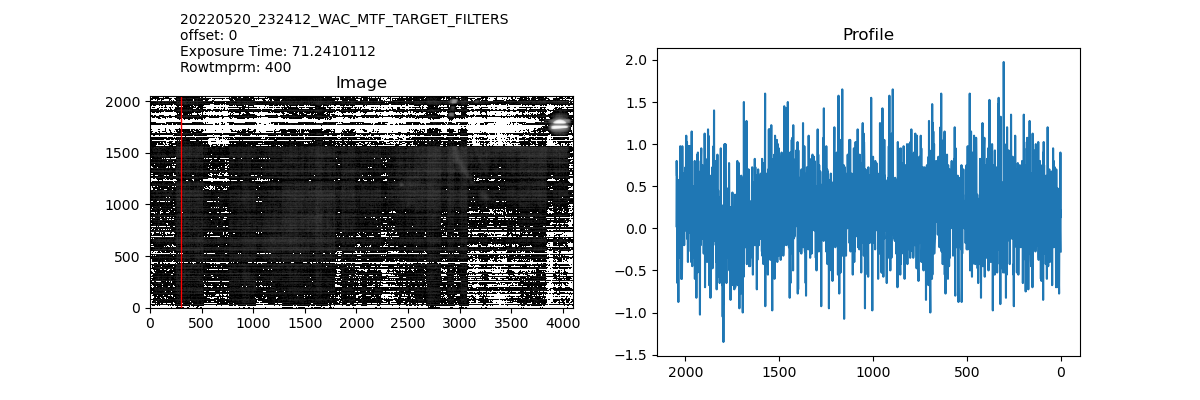 20220520_232412_WAC_MTF_TARGET_FILTERS
offset: 0
Exposure Time: 71.2410112
Rowtmprm: 400
Image
2000
1500
1000
500
0
0 500 1000 1500 2000 2500 3000 3500 4000
Profile
2.0
1.5
1.0
0.5
0.0
−0.5
−1.0
−1.5
2000 1500 1000 500 0